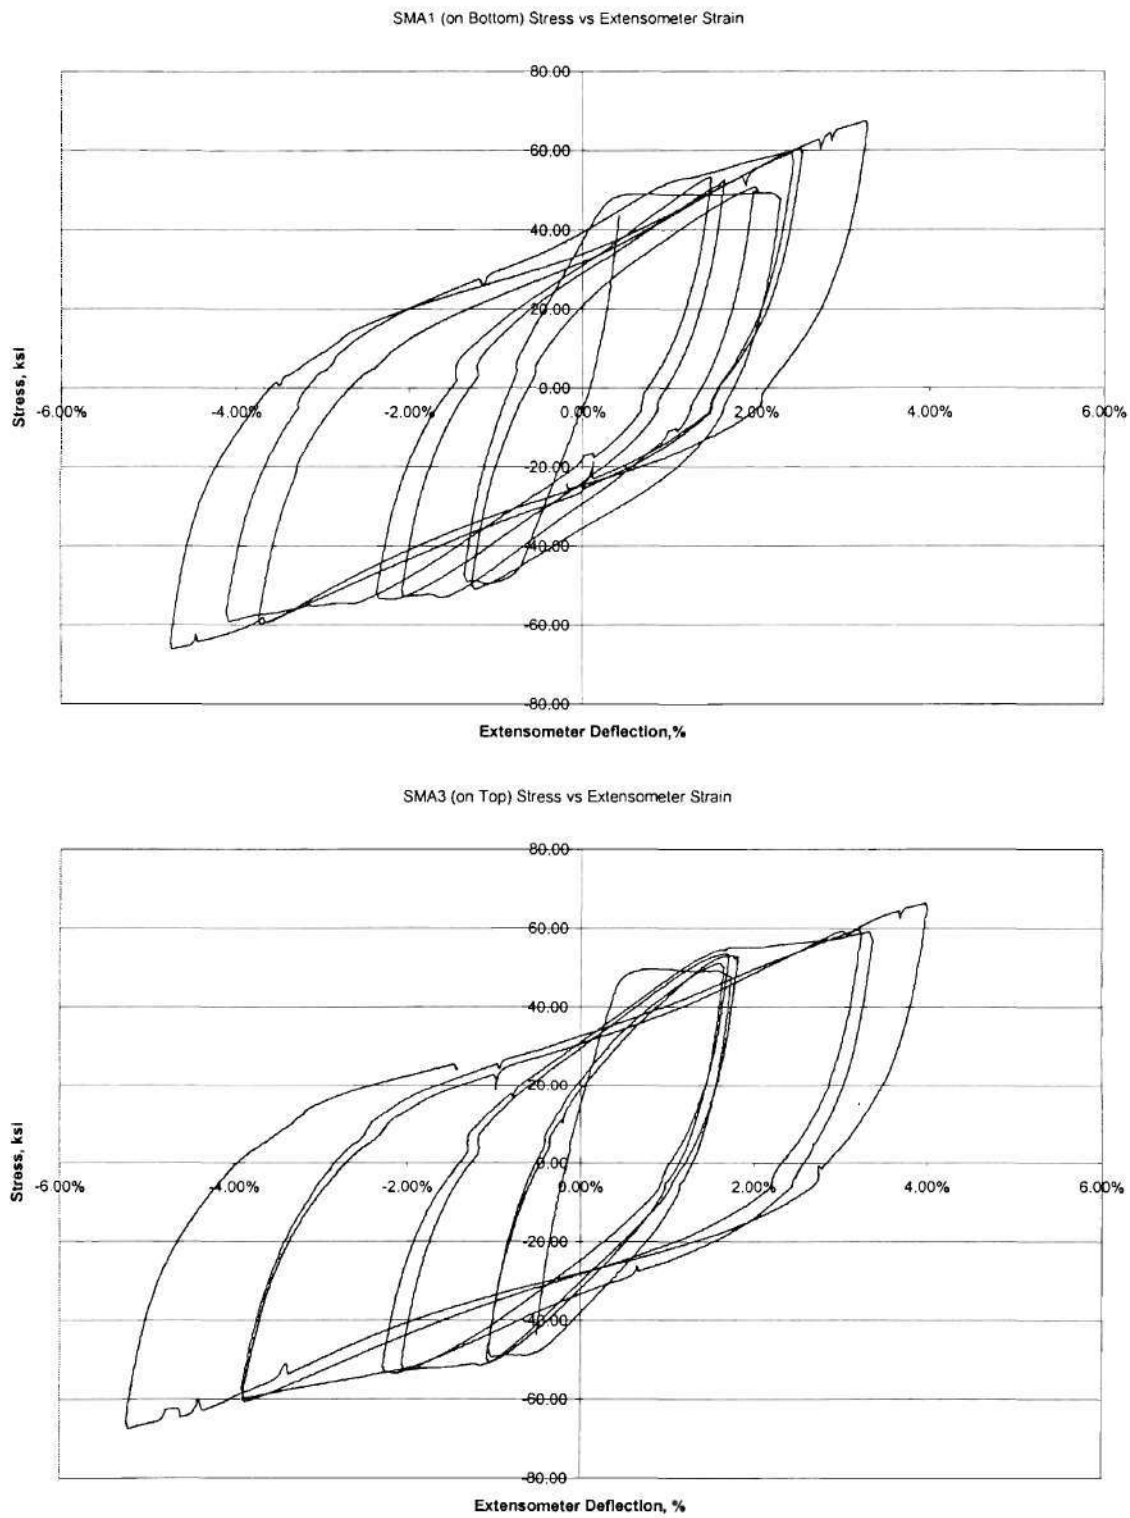 SMA1 (on Bottom) Stress vs Extensometer Strain
80.00
60.00
40.00
20.00
0.00
-6.00% -4.00% -2.00% 0.00% 2.00% 4.00% 6.00%
-20.00
-40.00
-60.00
-80.00
Stress, ksi
Extensometer Deflection,%
SMA3 (on Top) Stress vs Extensometer Strain
80.00
60.00
40.00
20.00
0.00
-6.00% -4.00% -2.00% 0.00% 2.00% 4.00% 6.00%
-20.00
-40.00
-60.00
-80.00
Stress, ksi
Extensometer Deflection, %